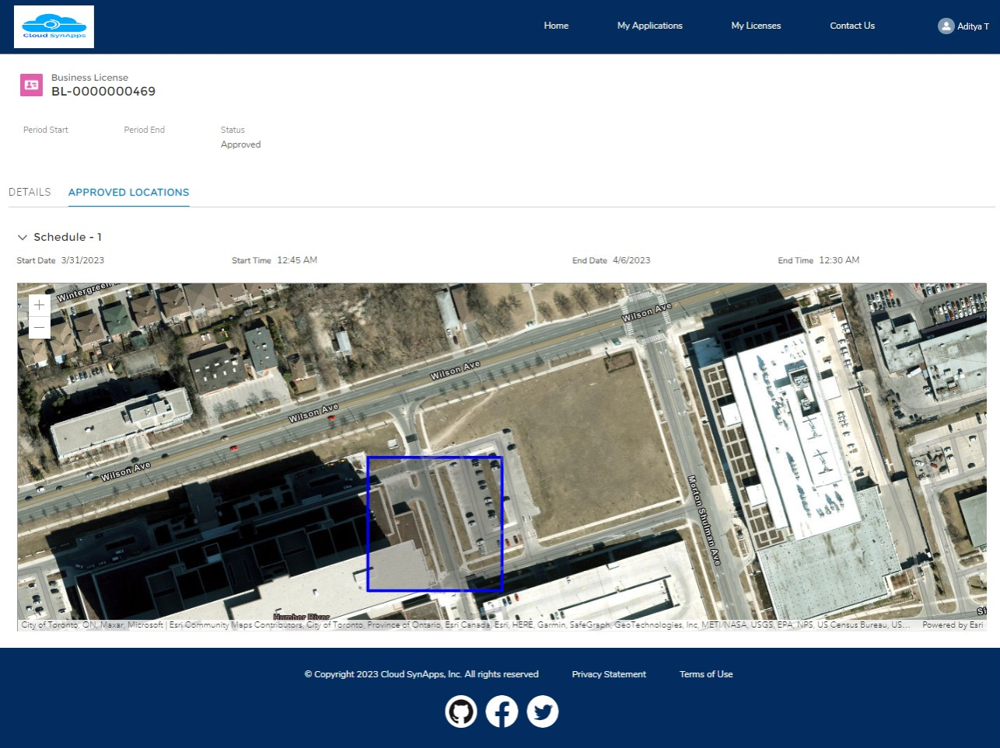 Cloud SynApps
Home
My Applications
My Licenses
Contact Us
Aditya T
Business License
BL-0000000469
Period Start
Period End
Status
Approved
DETAILS
APPROVED LOCATIONS
Schedule - 1
Start Date 3/31/2023
Start Time 12:45 AM
End Date 4/6/2023
End Time 12:30 AM
Wintergreen
Wilson Ave
Wilson Ave
Wilson Ave
Wilson Ave
Morton Shulman Ave
Humber River
Si
City of Toronto, ON, Maxar, Microsoft | Esri Community Maps Contributors, City of Toronto, Province of Ontario, Esri Canada, Esri, HERE, Garmin, SafeGraph, GeoTechnologies, Inc, METI/NASA, USGS, EPA, NPS, US Census Bureau, US...
Powered by Esri
© Copyright 2023 Cloud SynApps, Inc. All rights reserved
Privacy Statement
Terms of Use